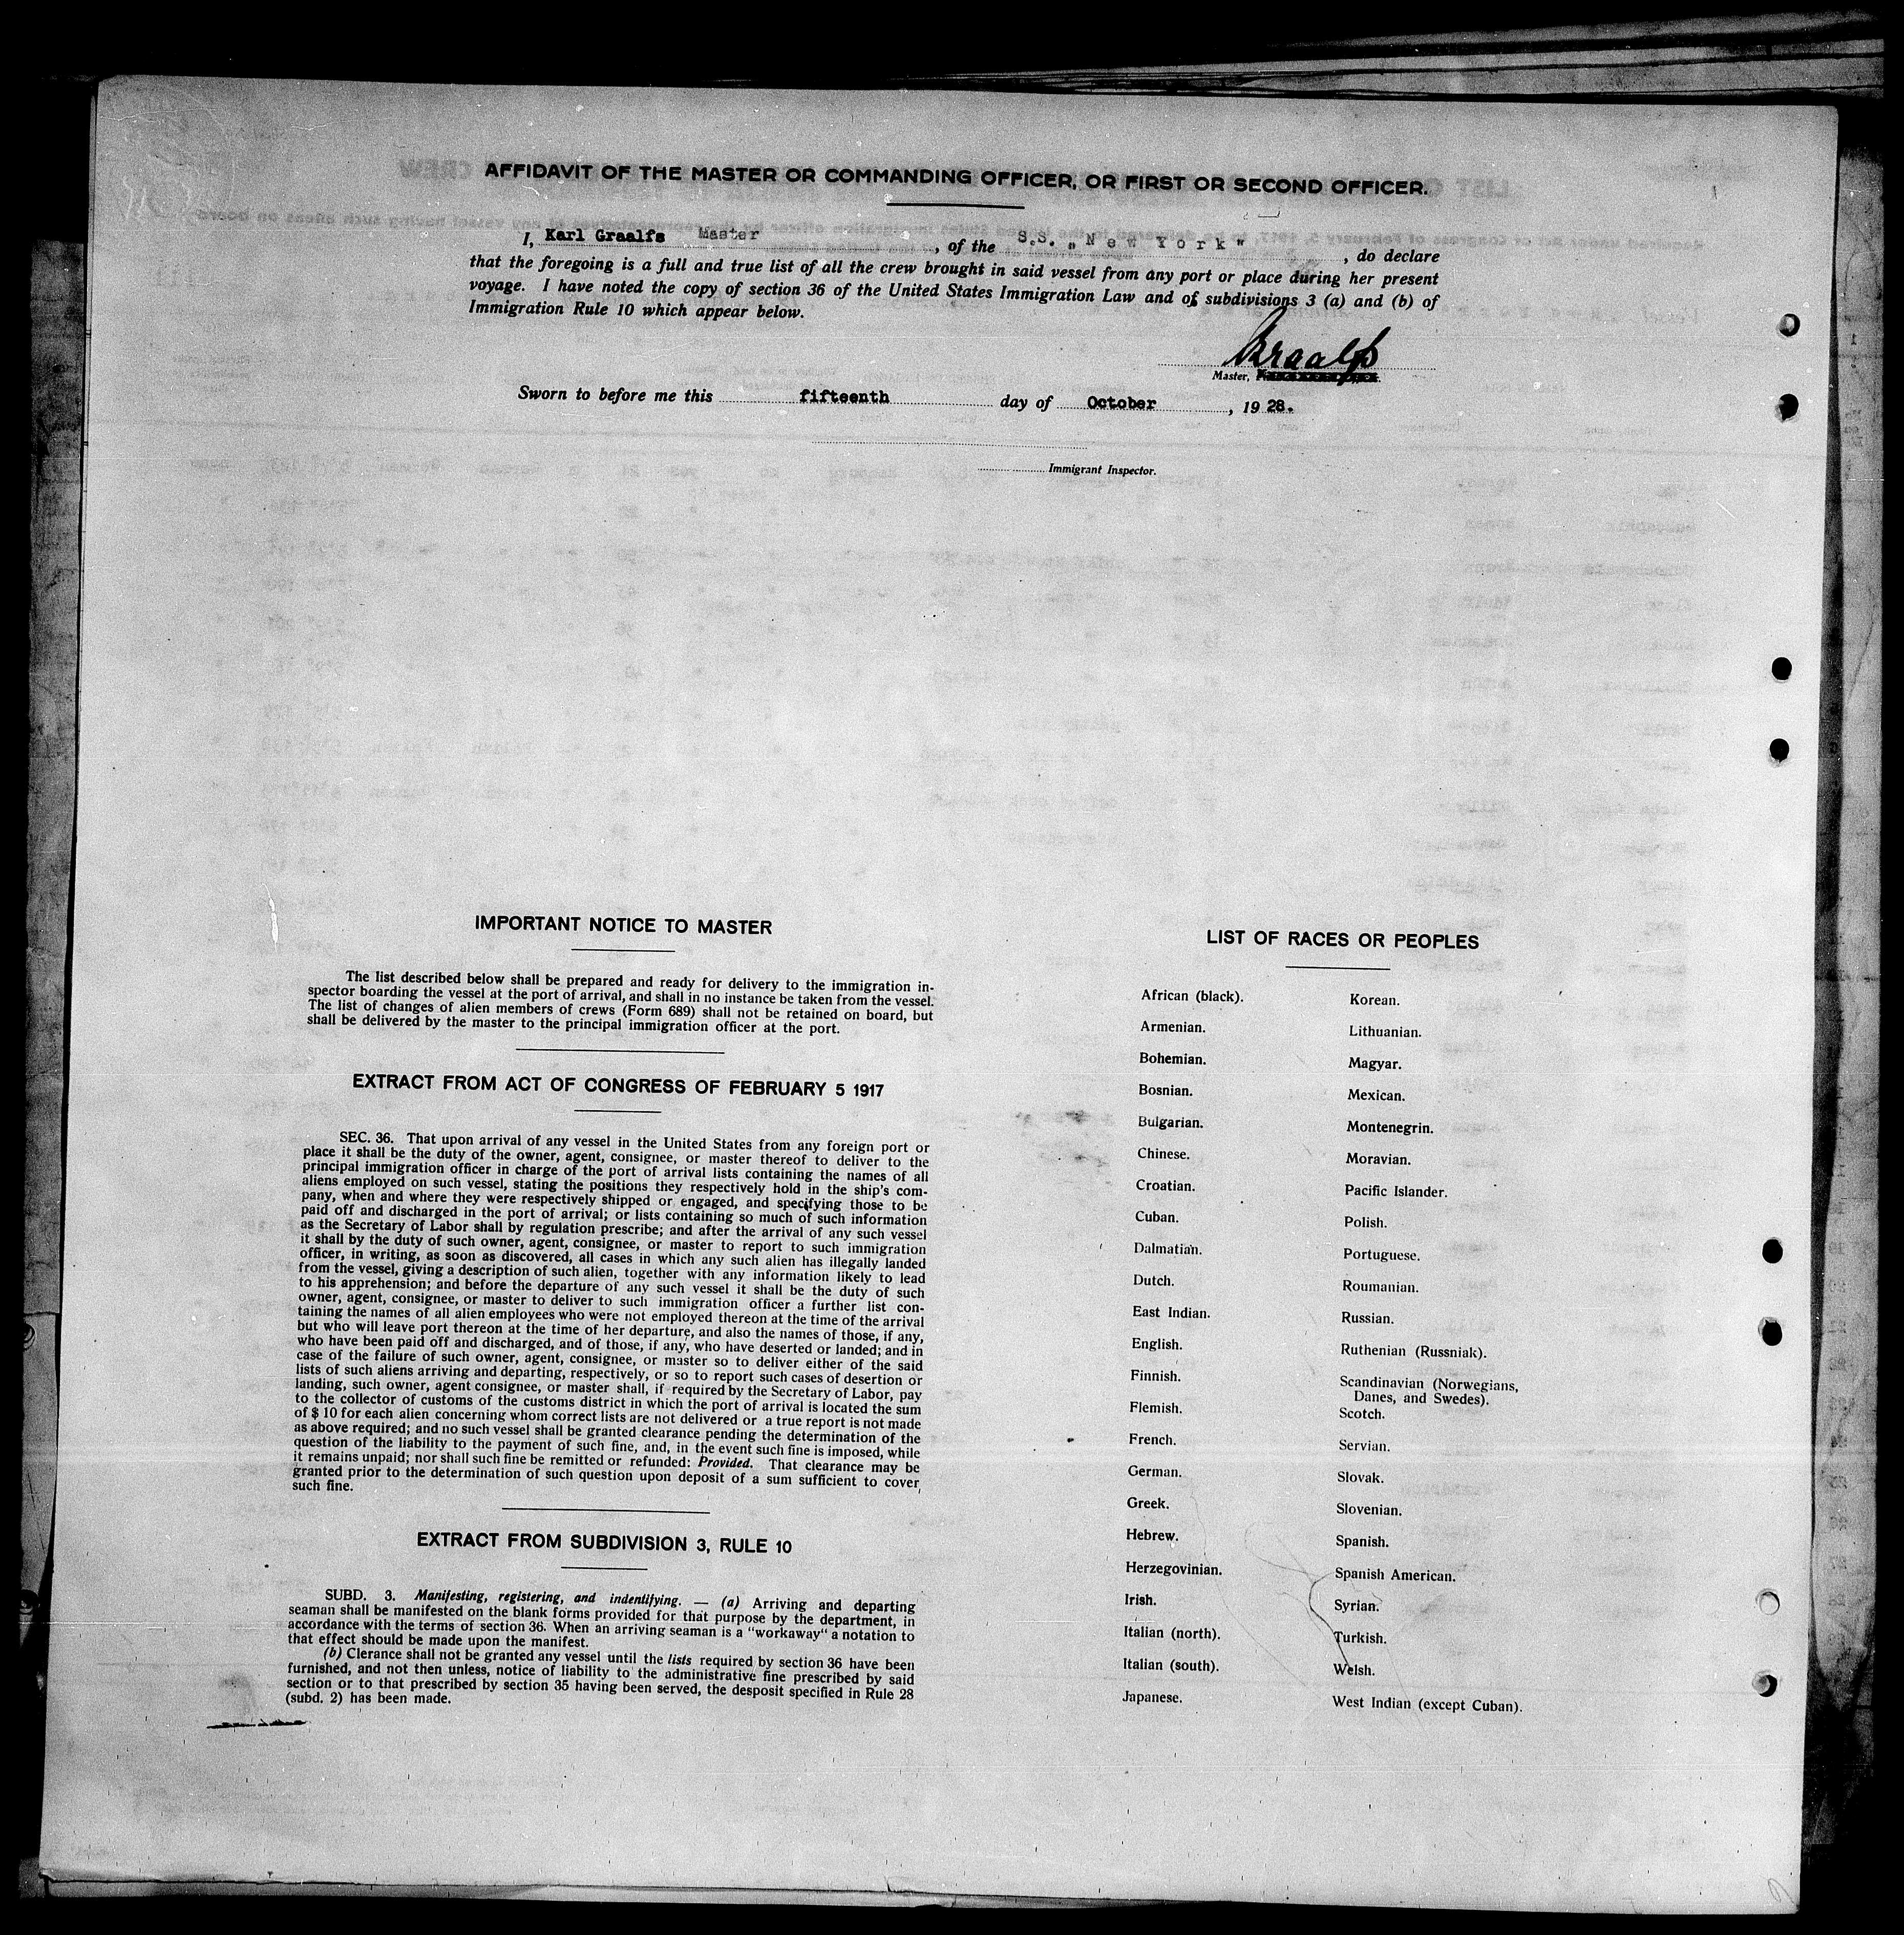 AFFIDAVIT OF THE MASTER OR COMMANDING OFFICER, OR FIRST OR SECOND OFFICER.
I, Karl Graalfs Master, of the S.S. „New York", do declare
that the foregoing is a full and true list of all the crew brought in said vessel from any port or place during her present
voyage. I have noted the copy of section 36 of the United States Immigration Law and of subdivisions 3 (a) and (b) of
Immigration Rule 10 which appear below.
Graalfs
Master,
Sworn to before me this fifteenth day of October, 19 28.
Immigrant Inspector.
IMPORTANT NOTICE TO MASTER
The list described below shall be prepared and ready for delivery to the immigration in-
spector boarding the vessel at the port of arrival, and shall in no instance be taken from the vessel.
The list of changes of alien members of crews (Form 689) shall not be retained on board, but
shall be delivered by the master to the principal immigration officer at the port.
EXTRACT FROM ACT OF CONGRESS OF FEBRUARY 5 1917
SEC. 36. That upon arrival of any vessel in the United States from any foreign port or
place it shall be the duty of the owner, agent, consignee, or master thereof to deliver to the
principal immigration officer in charge of the port of arrival lists containing the names of all
aliens employed on such vessel, stating the positions they respectively hold in the ship's com-
pany, when and where they were respectively shipped or engaged, and specifying those to be
paid off and discharged in the port of arrival; or lists containing so much of such information
as the Secretary of Labor shall by regulation prescribe; and after the arrival of any such vessel
it shall by the duty of such owner, agent, consignee, or master to report to such immigration
officer, in writing, as soon as discovered, all cases in which any such alien has illegally landed
from the vessel, giving a description of such alien, together with any information likely to lead
to his apprehension; and before the departure of any such vessel it shall be the duty of such
owner, agent, consignee, or master to deliver to such immigration officer a further list con-
taining the names of all alien employees who were not employed thereon at the time of the arrival
but who will leave port thereon at the time of her departure, and also the names of those, if any,
who have been paid off and discharged, and of those, if any, who have deserted or landed; and in
case of the failure of such owner, agent, consignee, or master so to deliver either of the said
lists of such aliens arriving and departing, respectively, or so to report such cases of desertion or
landing, such owner, agent consignee, or master shall, if required by the Secretary of Labor, pay
to the collector of customs of the customs district in which the port of arrival is located the sum
of $ 10 for each alien concerning whom correct lists are not delivered or a true report is not made
as above required; and no such vessel shall be granted clearance pending the determination of the
question of the liability to the payment of such fine, and, in the event such fine is imposed, while
it remains unpaid; nor shall such fine be remitted or refunded: Provided. That clearance may be
granted prior to the determination of such question upon deposit of a sum sufficient to cover
such fine.
EXTRACT FROM SUBDIVISION 3, RULE 10
SUBD. 3. Manifesting, registering, and indentifying. — (a) Arriving and departing
seaman shall be manifested on the blank forms provided for that purpose by the department, in
accordance with the terms of section 36. When an arriving seaman is a "workaway" a notation to
that effect should be made upon the manifest.
(b) Clerance shall not be granted any vessel until the lists required by section 36 have been
furnished, and not then unless, notice of liability to the administrative fine prescribed by said
section or to that prescribed by section 35 having been served, the desposit specified in Rule 28
(subd. 2) has been made.
LIST OF RACES OR PEOPLES
African (black).
Armenian.
Bohemian.
Bosnian.
Bulgarian.
Chinese.
Croatian.
Cuban.
Dalmatian.
Dutch.
East Indian.
English.
Finnish.
Flemish.
French.
German.
Greek.
Hebrew.
Herzegovinian.
Irish.
Italian (north).
Italian (south).
Japanese.
Korean.
Lithuanian.
Magyar.
Mexican.
Montenegrin.
Moravian.
Pacific Islander.
Polish.
Portuguese.
Roumanian.
Russian.
Ruthenian (Russniak).
Scandinavian (Norwegians,
Danes, and Swedes).
Scotch.
Servian.
Slovak.
Slovenian.
Spanish.
Spanish American.
Syrian.
Turkish.
Welsh.
West Indian (except Cuban).